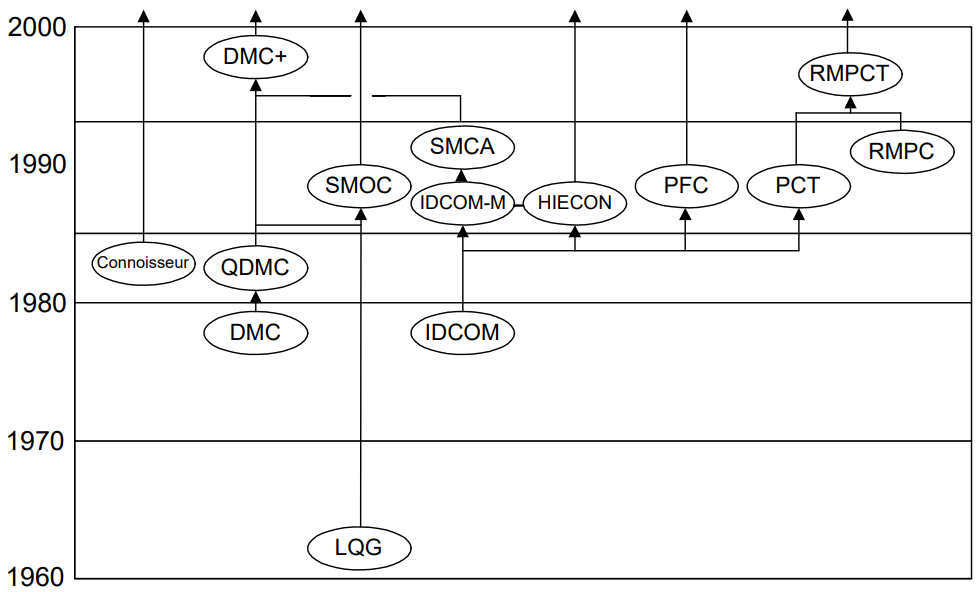 2000
DMC+
RMPCT
SMCA
RMPC
1990
SMOC
IDCOM-M
HIECON
PFC
PCT
Connoisseur
QDMC
1980
DMC
IDCOM
1970
LQG
1960